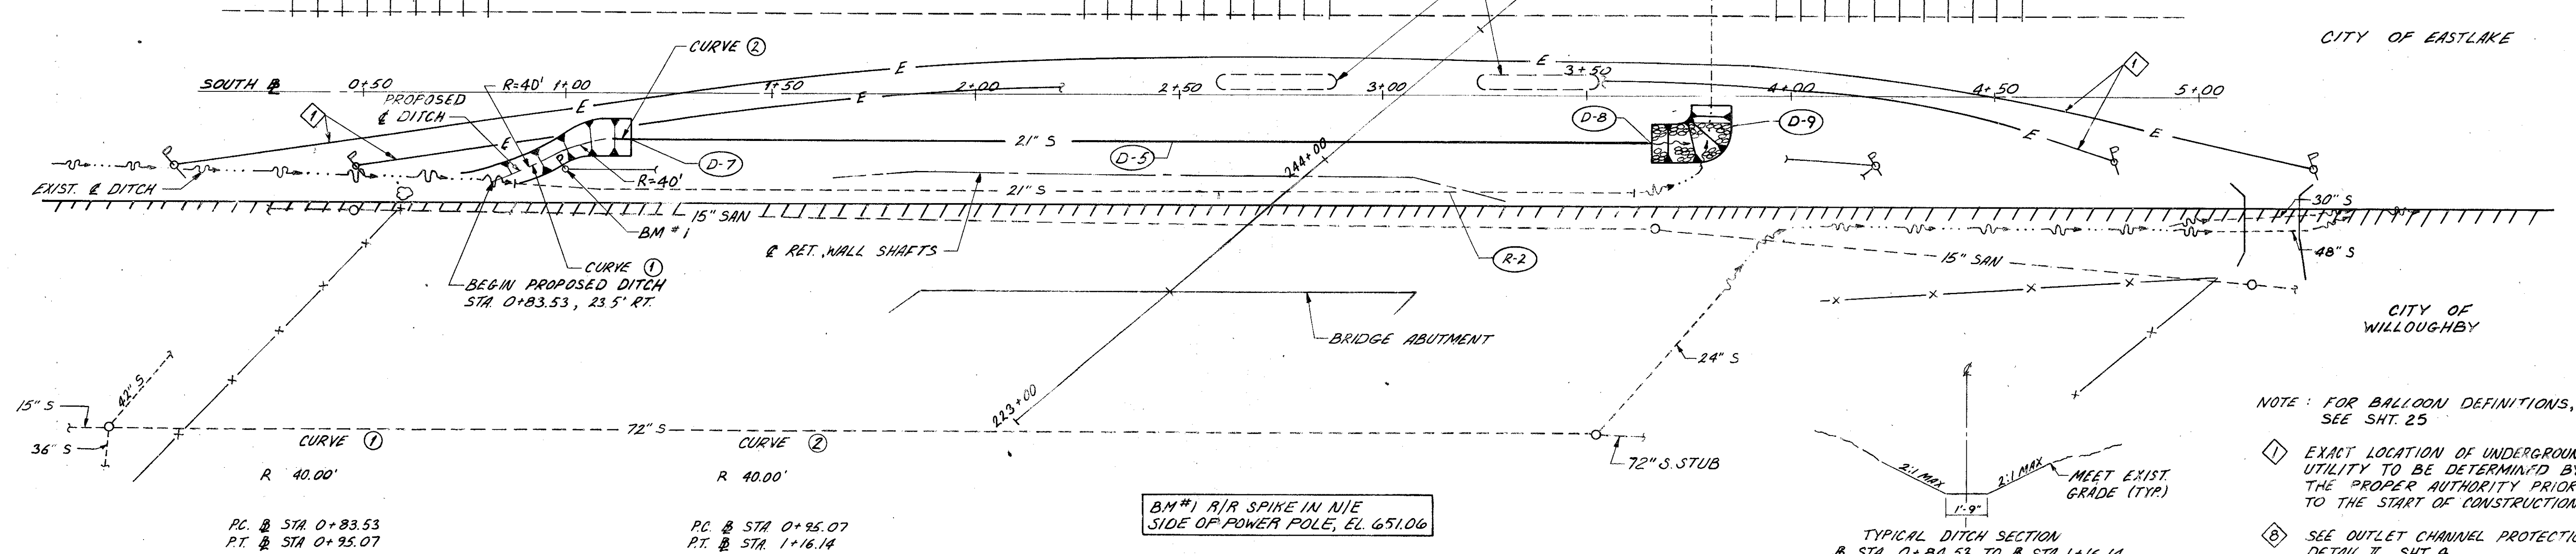 CITY OF EASTLAKE
CURVE ②
E
E
1
SOUTH ℄ 0+50 R=40' 1+00 1+50 2+00 2+50 3+00 3+50 4+00 4+50 5+00
PROPOSED
℄ DITCH
E
E
1
E
D-8
D-9
E
E
21" S
D-5
D-7
244+00
EXIST. ℄ DITCH
R=40'
21" S
15" SAN
30" S
BM #1
℄ RET. WALL SHAFTS
R-2
15" SAN
48" S
CURVE ①
BEGIN PROPOSED DITCH
STA. 0+83.53, 23.5' RT.
CITY OF
WILLOUGHBY
BRIDGE ABUTMENT
24" S
42" S
15" S
36" S
72" S
223+00
72" S. STUB
CURVE ①
R 40.00'
P.C. ℄ STA 0+83.53
P.T. ℄ STA 0+95.07
CURVE ②
R 40.00'
P.C. ℄ STA 0+95.07
P.T. ℄ STA. 1+16.14
BM #1 R/R SPIKE IN N/E
SIDE OF POWER POLE, EL. 651.06
℄
2:1 MAX
2:1 MAX
MEET EXIST.
GRADE (TYP.)
1'-9"
TYPICAL DITCH SECTION
NOTE : FOR BALLOON DEFINITIONS,
SEE SHT. 25
1 EXACT LOCATION OF UNDERGROUN
UTILITY TO BE DETERMINED BY
THE PROPER AUTHORITY PRIOR
TO THE START OF CONSTRUCTION
8 SEE OUTLET CHANNEL PROTECTI